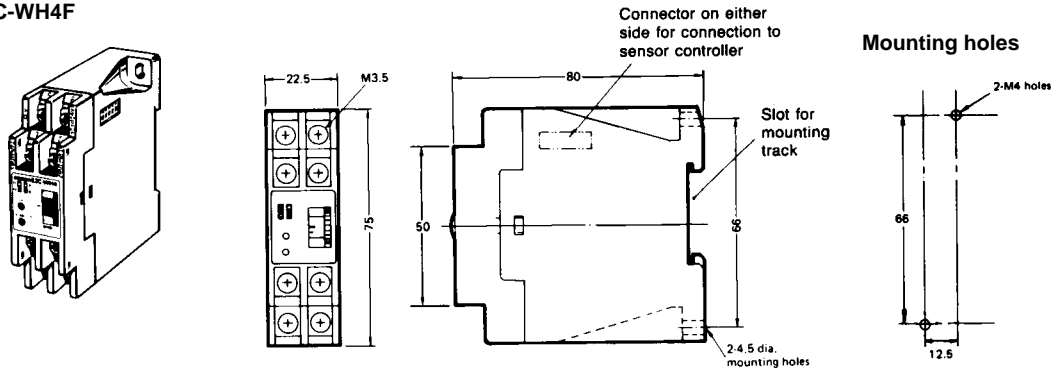 C-WH4F
Connector on either
side for connection to
sensor controller
Mounting holes
22.5
M3.5
80
2-M4 holes
Slot for
mounting
track
50
75
66
66
2-4.5 dia.
mounting holes
12.5